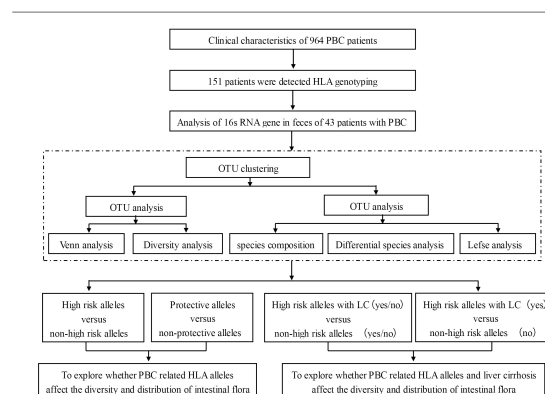 Clinical characteristics of 964 PBC patients
151 patients were detected HLA genotyping
Analysis of 16s RNA gene in feces of 43 patients with PBC
OTU clustering
OTU analysis
OTU analysis
Venn analysis
Diversity analysis
species composition
Differential species analysis
Lefse analysis
High risk alleles
versus
non-high risk alleles
Protective alleles
versus
non-protective alleles
High risk alleles with LC (yes/no)
versus
non-high risk alleles (yes/no)
High risk alleles with LC (yes)
versus
non-high risk alleles (no)
To explore whether PBC related HLA alleles
affect the diversity and distribution of intestinal flora
To explore whether PBC related HLA alleles and liver cirrhosis
affect the diversity and distribution of intestinal flora